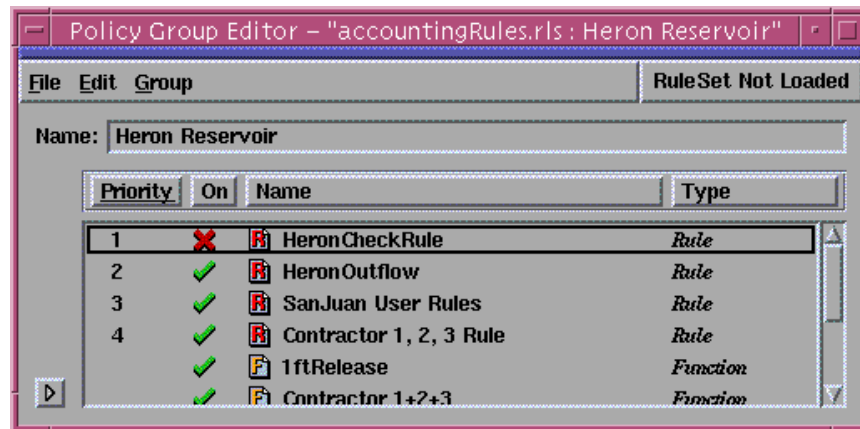 Policy Group Editor – "accountingRules.rls : Heron Reservoir"
File Edit Group RuleSet Not Loaded
Name: Heron Reservoir
Priority On Name Type
1 R HeronCheckRule Rule
2 R HeronOutflow Rule
3 R SanJuan User Rules Rule
4 R Contractor 1, 2, 3 Rule Rule
F 1ftRelease Function
F Contractor 1+2+3 Function